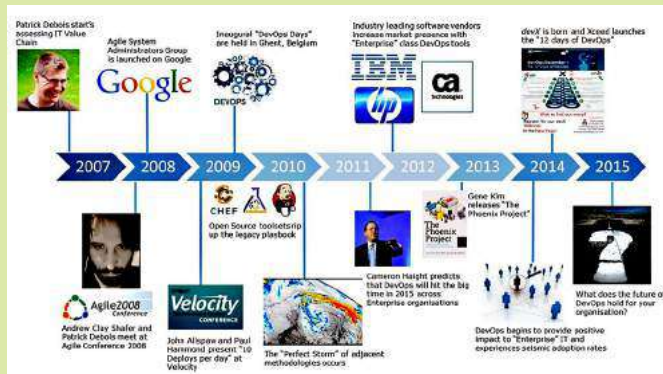 Patrick Debois start's
assessing IT Value
Chain
Agile System
Administrators Group
is launched on Google
Google
Inaugural "DevOps Days"
are held in Ghent, Belgium
DEVOPS
Industry leading software vendors
increase market presence with
"Enterprise" class DevOps tools
IBM
hp
ca
technologies
devX is born and Xceed launches
the "12 days of DevOps"
2007
2008
2009
2010
2011
2012
2013
2014
2015
Agile2008
Conference
Andrew Clay Shafer and
Patrick Debois meet at
Agile Conference 2008
Velocity
CONFERENCE
John Allspaw and Paul
Hammond present "10
Deploys per day" at
Velocity
CHEF
Open Source toolsets rip
up the legacy playbook
The "Perfect Storm" of adjacent
methodologies occurs
Cameron Haight predicts
that DevOps will hit the big
time in 2015 across
Enterprise organisations
The
Phoenix
Project
Gene Kim
releases "The
Phoenix Project"
DevOps begins to provide positive
impact to "Enterprise" IT and
experiences seismic adoption rates
What does the future of
DevOps hold for your
organisation?